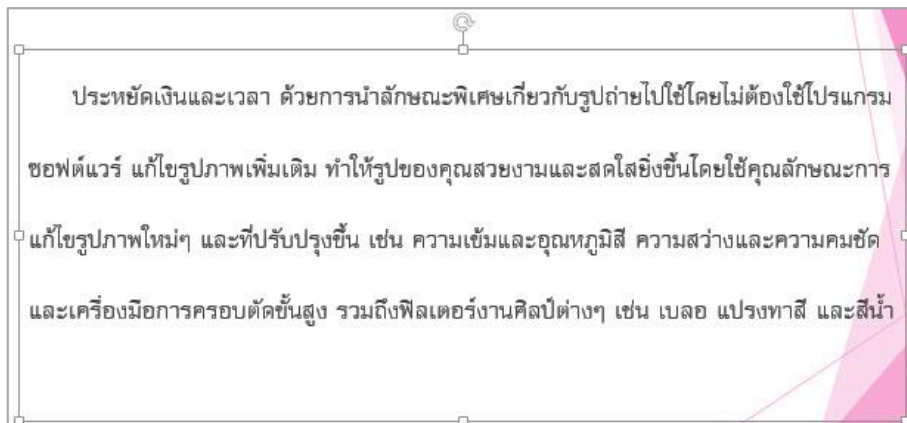 ประหยัดเงินและเวลา ด้วยการนำลักษณะพิเศษเกี่ยวกับรูปถ่ายไปใช้โดยไม่ต้องใช้โปรแกรม
ซอฟต์แวร์ แก้ไขรูปภาพเพิ่มเติม ทำให้รูปของคุณสวยงามและสดใสยิ่งขึ้นโดยใช้คุณลักษณะการ
แก้ไขรูปภาพใหม่ๆ และที่ปรับปรุงขึ้น เช่น ความเข้มและอุณหภูมิสี ความสว่างและความคมชัด
และเครื่องมือการครอบตัดขั้นสูง รวมถึงฟิลเตอร์งานศิลป์ต่างๆ เช่น เบลอ แปรงทาสี และสีน้ำ